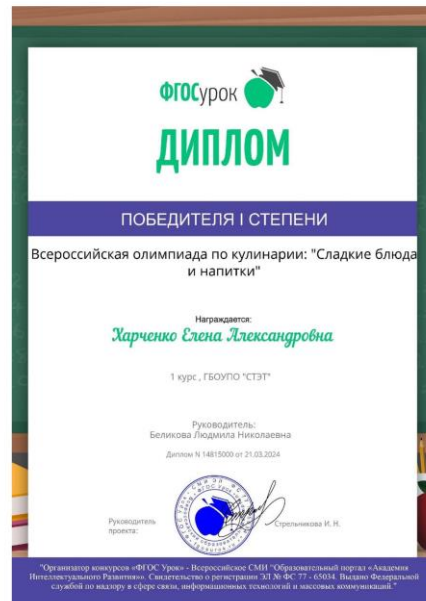 ФГОСурок
ДИПЛОМ
ПОБЕДИТЕЛЯ I СТЕПЕНИ
Всероссийская олимпиада по кулинарии: "Сладкие блюда
и напитки"
Награждается:
Харченко Елена Александровна
1 курс , ГБОУПО "СТЭТ"
Руководитель:
Беликова Людмила Николаевна
Диплом N 14815000 от 21.03.2024
Руководитель
проекта:
Стрельникова И. Н.
"Организатор конкурсов «ФГОС Урок» - Всероссийское СМИ "Образовательный портал «Академия
Интеллектуального Развития»». Свидетельство о регистрации ЭЛ № ФС 77 - 65034. Выдано Федеральной
службой по надзору в сфере связи, информационных технологий и массовых коммуникаций."